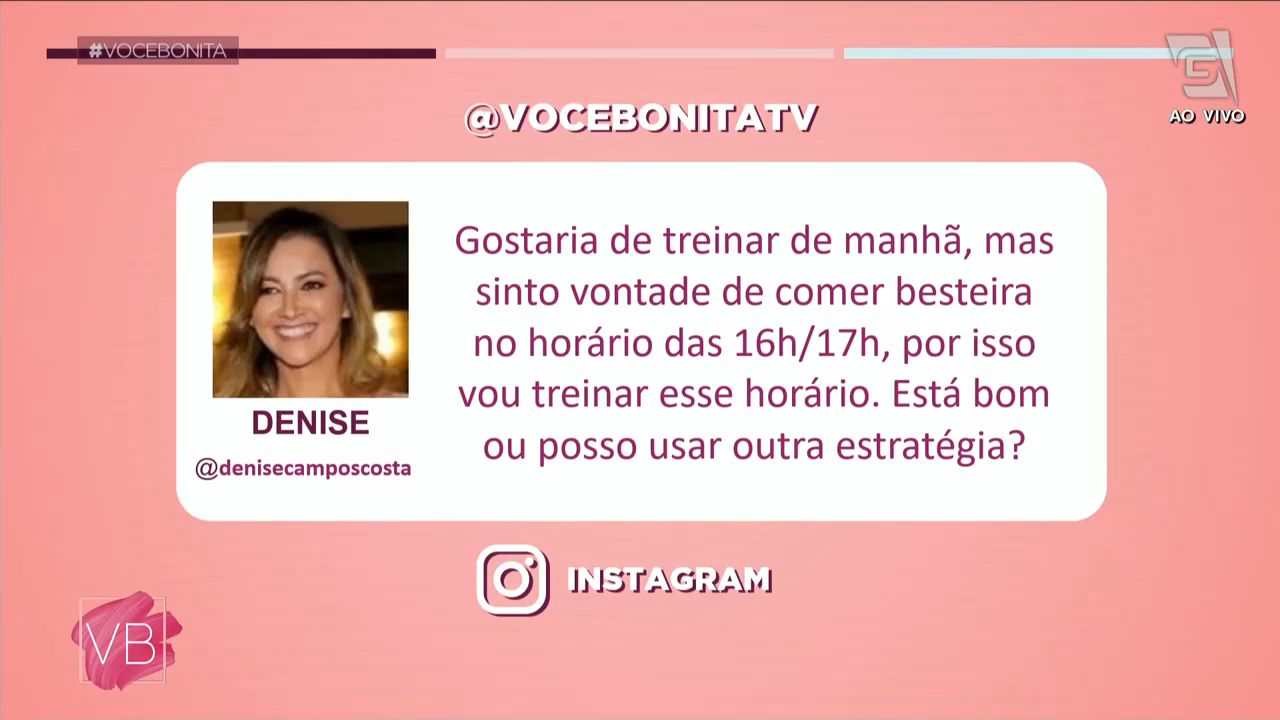 #VOCEBONITA
G
AO VIVO
@VOCEBONITATV
Gostaria de treinar de manhã, mas
sinto vontade de comer besteira
no horário das 16h/17h, por isso
vou treinar esse horário. Está bom
ou posso usar outra estratégia?
DENISE
@denisecamposcosta
INSTAGRAM
VB